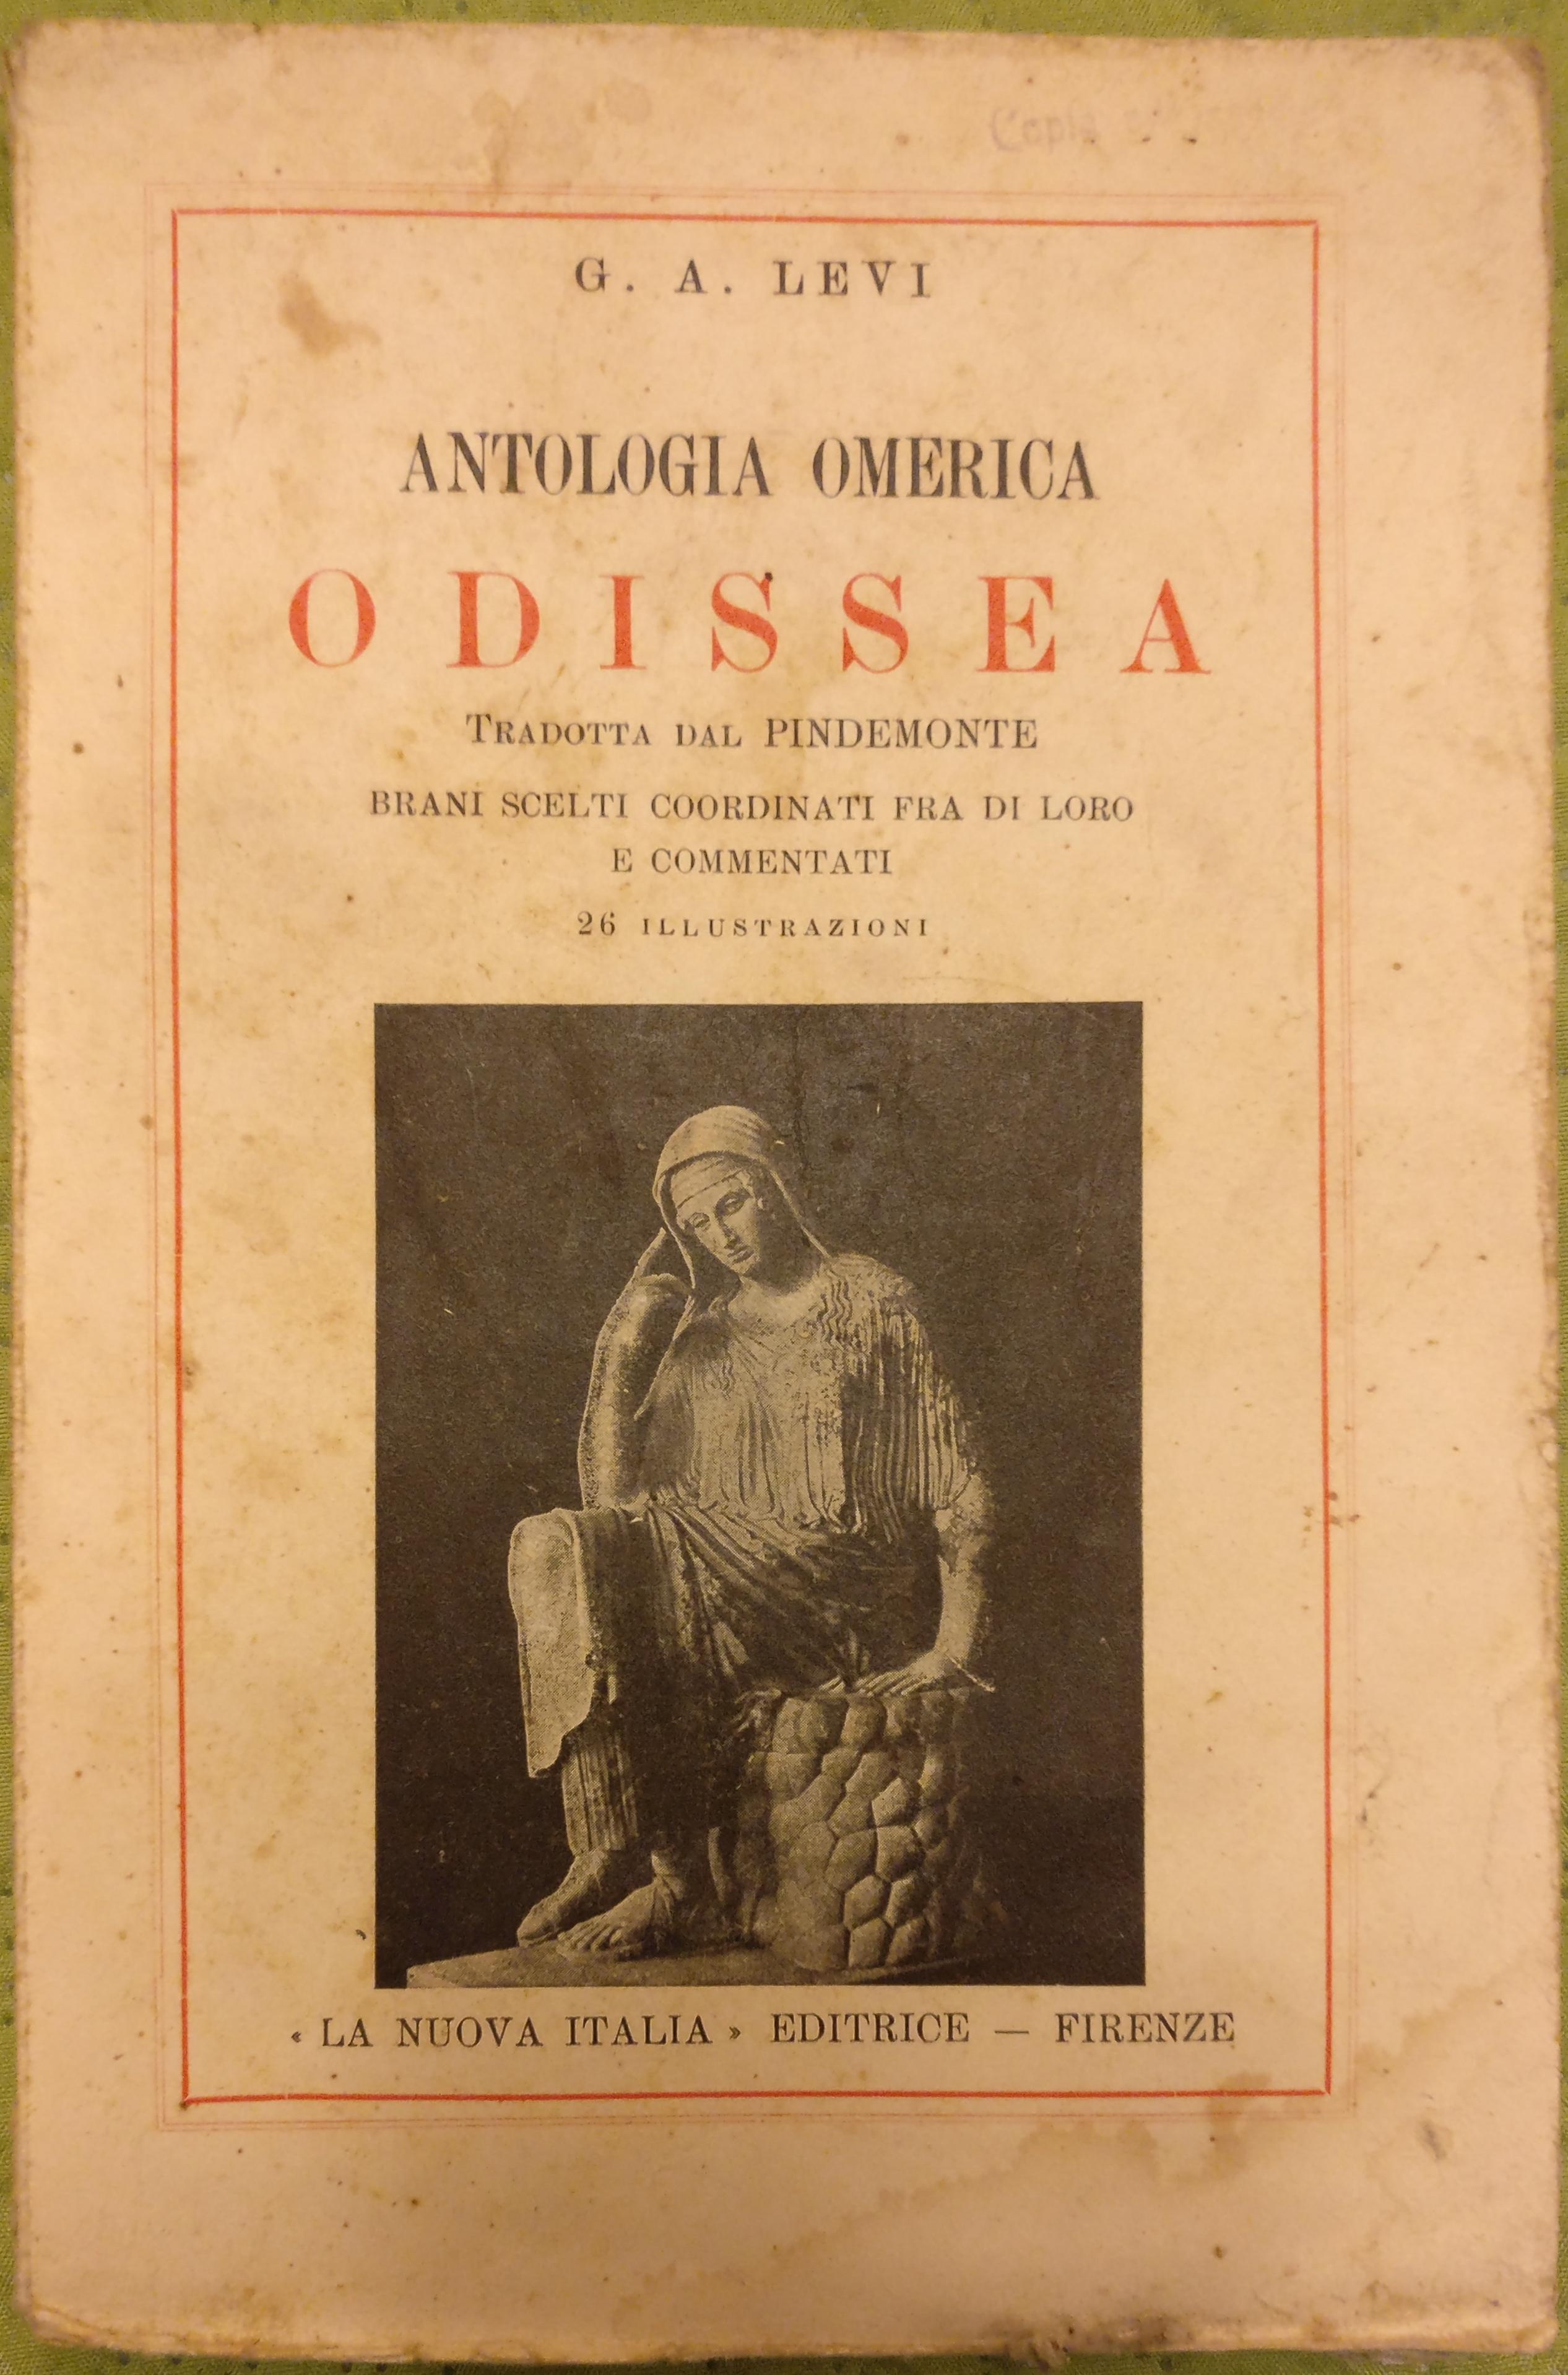 G. A. LEVI
ANTOLOGIA OMERICA
ODISSEA
TRADOTTA DAL PINDEMONTE
BRANI SCELTI COORDINATI FRA DI LORO
E COMMENTATI
26 ILLUSTRAZIONI
« LA NUOVA ITALIA » EDITRICE — FIRENZE